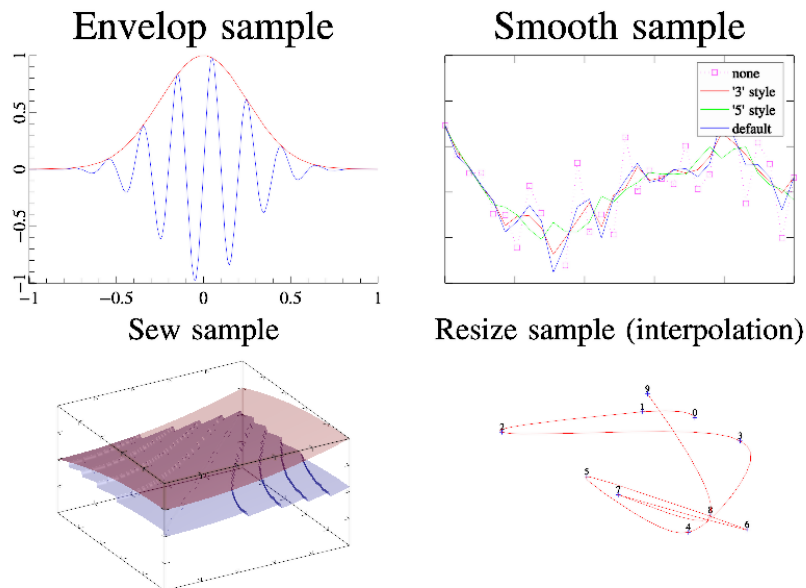 Envelop sample
Smooth sample
1
0.5
0
−0.5
−1
−1
−0.5
0
0.5
1
none
'3' style
'5' style
default
Sew sample
Resize sample (interpolation)
9
1
0
2
3
5
7
8
4
6